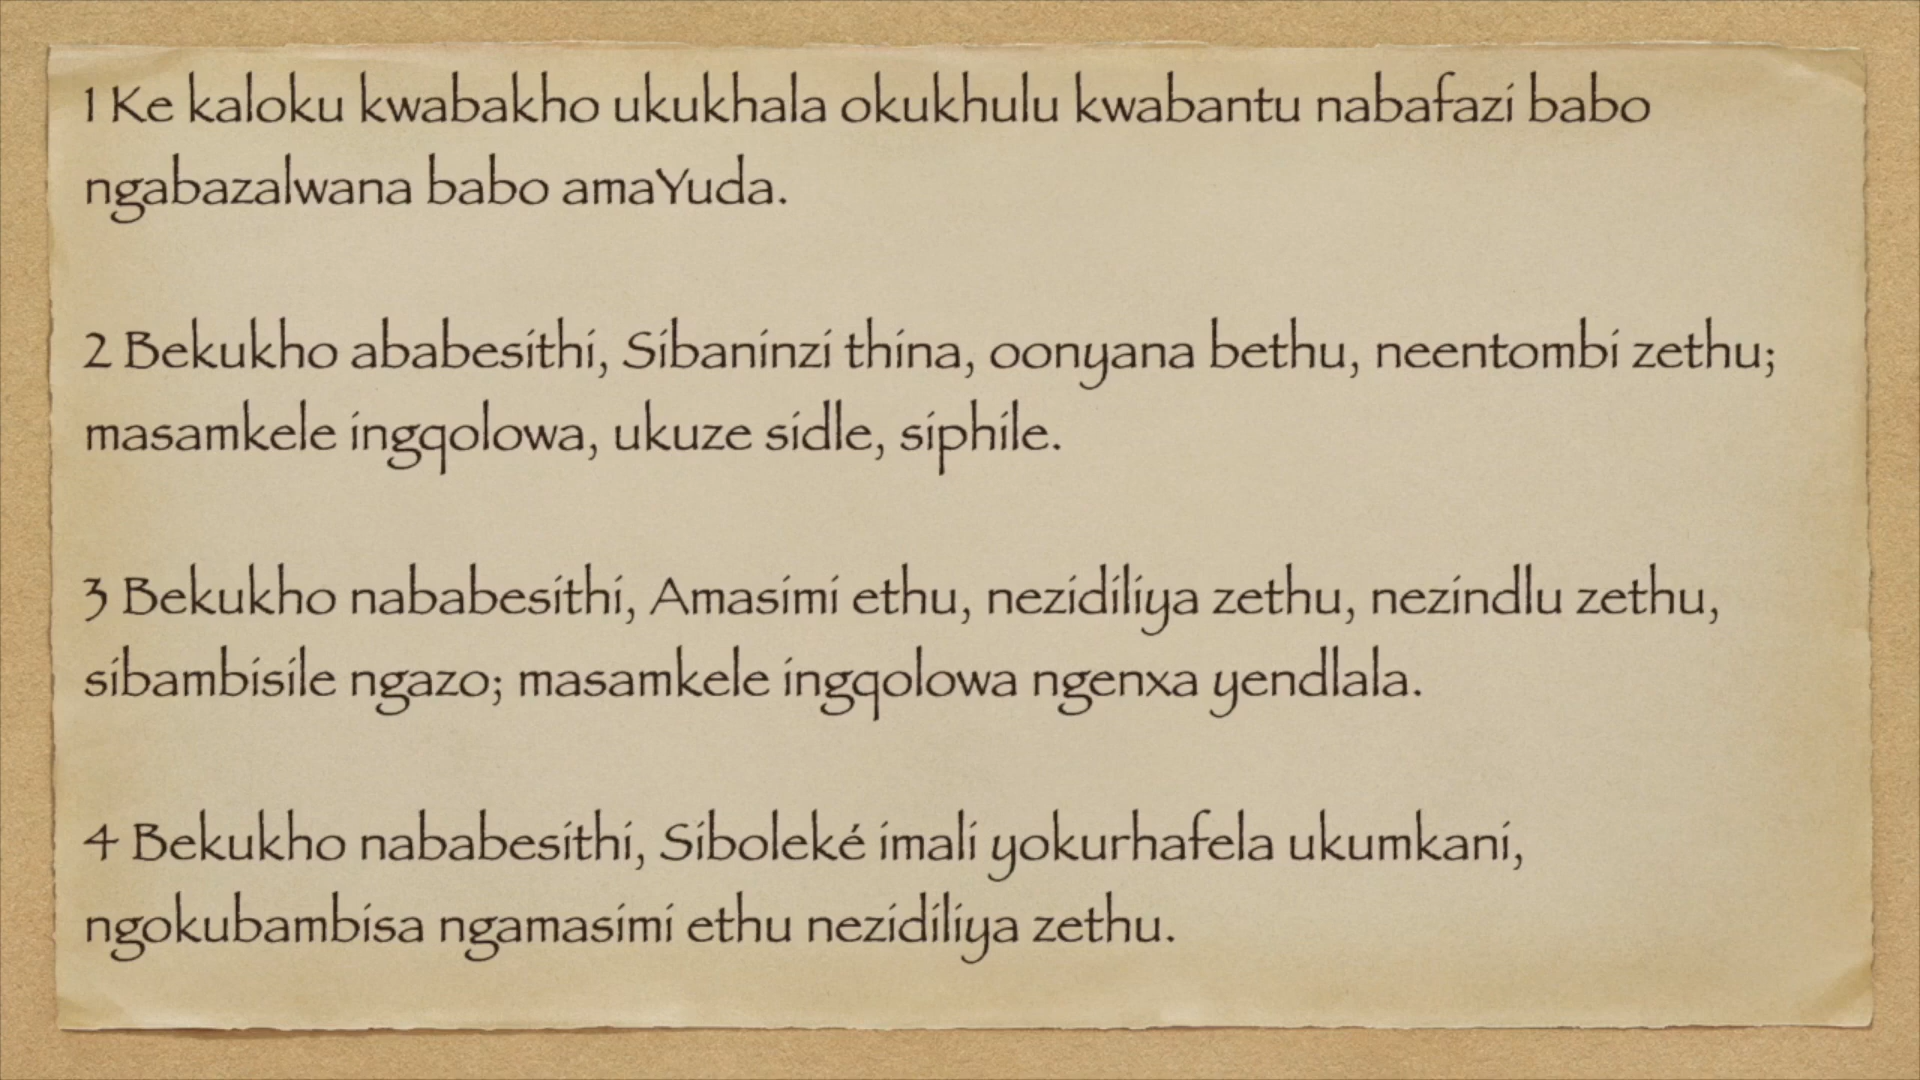 1 Ke kaloku kwabakho ukukhala okukhulu kwabantu nabafazi babo
ngabazalwana babo amaYuda.
2 Bekukho ababesithi, Sibaninzi thina, oonyana bethu, neentombi zethu;
masamkele ingqolowa, ukuze sidle, siphile.
3 Bekukho nababesithi, Amasimi ethu, nezidiliya zethu, nezindlu zethu,
sibambisile ngazo; masamkele ingqolowa ngenxa yendlala.
4 Bekukho nababesithi, Siboleké imali yokurhafela ukumkani,
ngokubambisa ngamasimi ethu nezidiliya zethu.